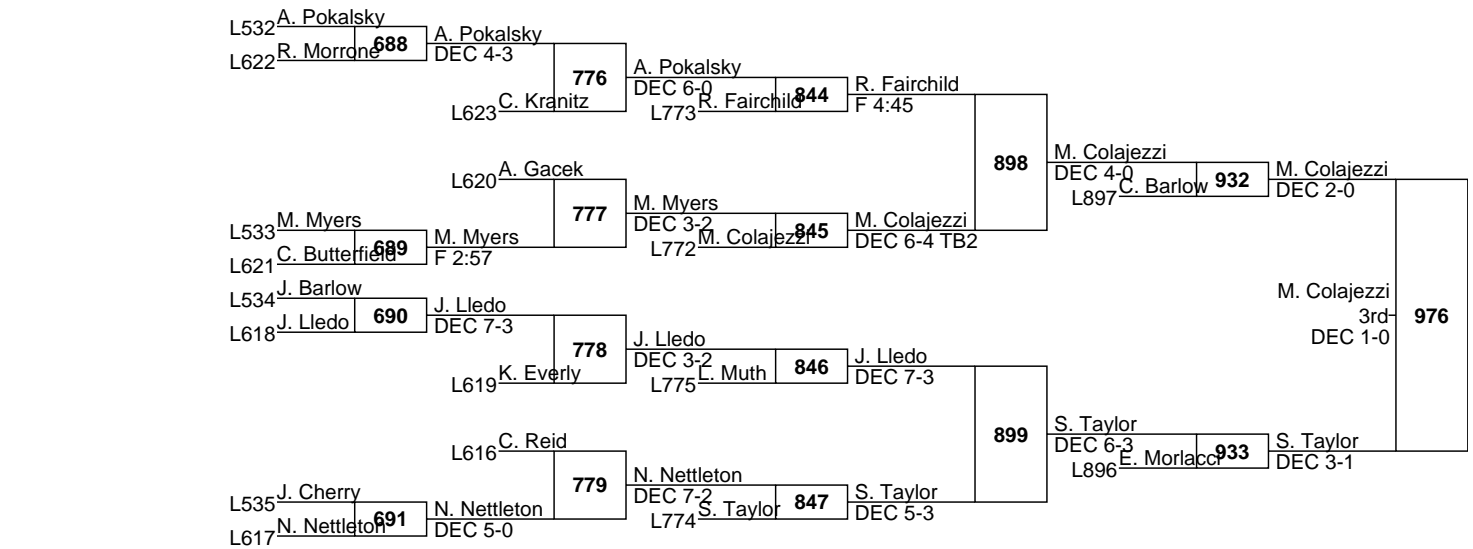 L532 A. Pokalsky
688
L622 R. Morrone
A. Pokalsky
DEC 4-3
776
L623 C. Kranitz
A. Pokalsky
DEC 6-0
844
L773 R. Fairchild
R. Fairchild
F 4:45
898
L620 A. Gacek
777
L533 M. Myers
689
L621 C. Butterfield
M. Myers
F 2:57
M. Myers
DEC 3-2
845
L772 M. Colajezzi
M. Colajezzi
DEC 6-4 TB2
M. Colajezzi
DEC 4-0
932
L897 C. Barlow
M. Colajezzi
DEC 2-0
L534 J. Barlow
690
L618 J. Lledo
J. Lledo
DEC 7-3
778
L619 K. Everly
J. Lledo
DEC 3-2
846
L775 L. Muth
J. Lledo
DEC 7-3
899
L616 C. Reid
779
L535 J. Cherry
691
L617 N. Nettleton
N. Nettleton
DEC 5-0
N. Nettleton
DEC 7-2
847
L774 S. Taylor
S. Taylor
DEC 5-3
S. Taylor
DEC 6-3
933
L896 E. Morlacci
S. Taylor
DEC 3-1
M. Colajezzi
3rd
DEC 1-0
976